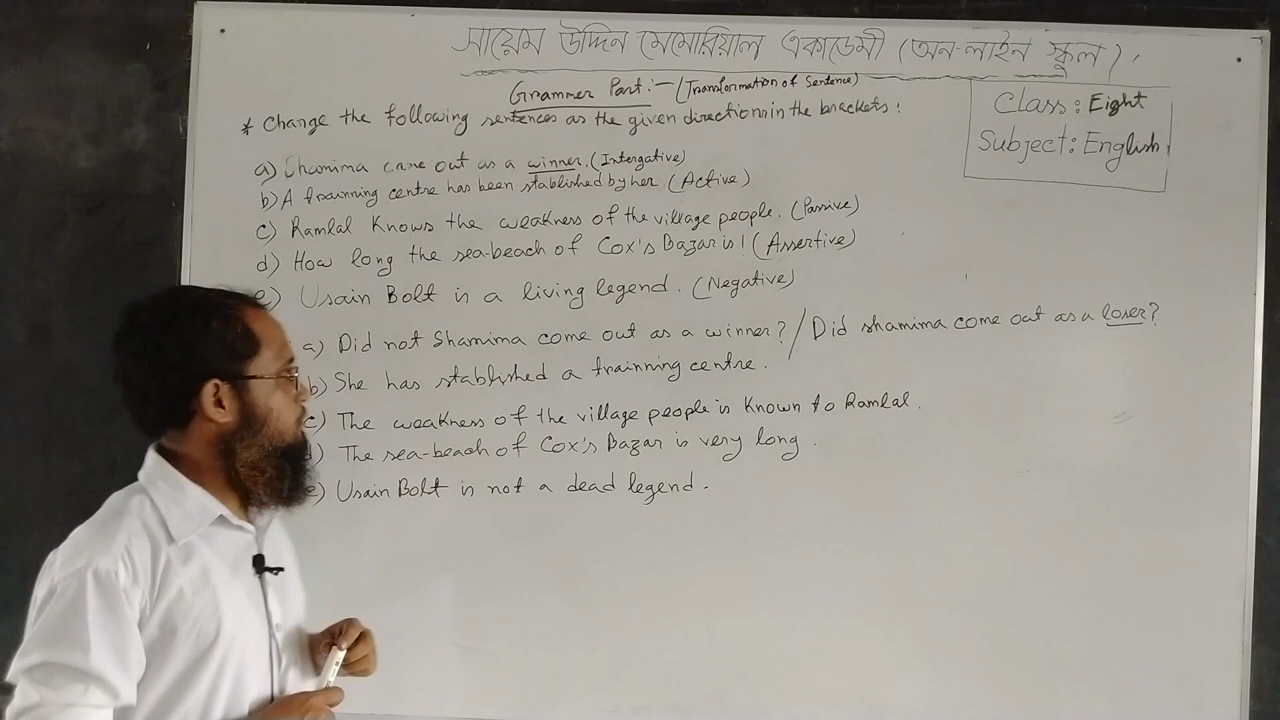 সায়েম উদ্দিন মেমোরিয়াল একাডেমী (অন-লাইন স্কুল),
Grammer Part:- (Transformation of Sentence)
Class: Eight
Subject: English
* Change the following sentences as the given directions in the brackets:
a) Shamima came out as a winner. (Intergative)
b) A trainning centre has been stablished by her. (Active)
c) Ramlal Knows the weakness of the village people. (Passive)
d) How long the sea-beach of Cox's Bazar is! (Assertive)
e) Usain Bolt is a living legend. (Negative)
a) Did not Shamima come out as a winner? / Did shamima come out as a loser?
b) She has stablished a trainning centre.
c) The weakness of the village people is Known to Ramlal.
d) The sea-beach of Cox's Bazar is very long.
e) Usain Bolt is not a dead legend.